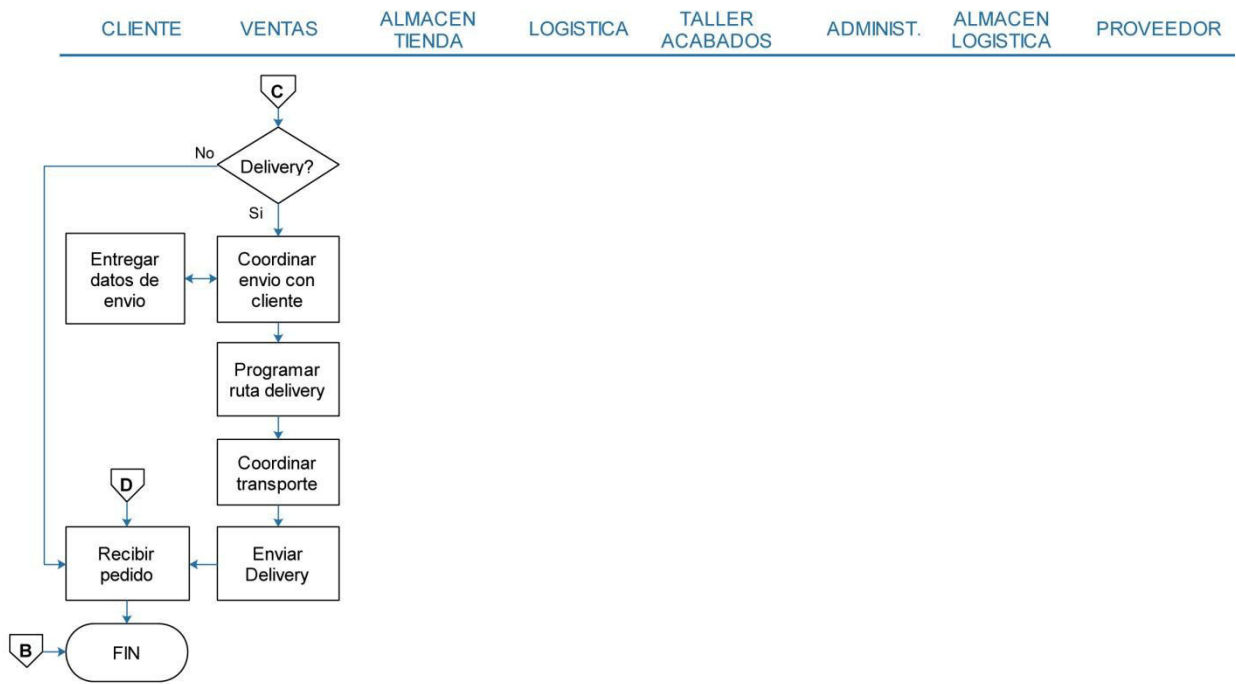 CLIENTE
VENTAS
ALMACEN
TIENDA
LOGISTICA
TALLER
ACABADOS
ADMINIST.
ALMACEN
LOGISTICA
PROVEEDOR
C
No
Delivery?
Si
Entregar
datos de
envio
Coordinar
envio con
cliente
Programar
ruta delivery
Coordinar
transporte
D
Recibir
pedido
Enviar
Delivery
B
FIN